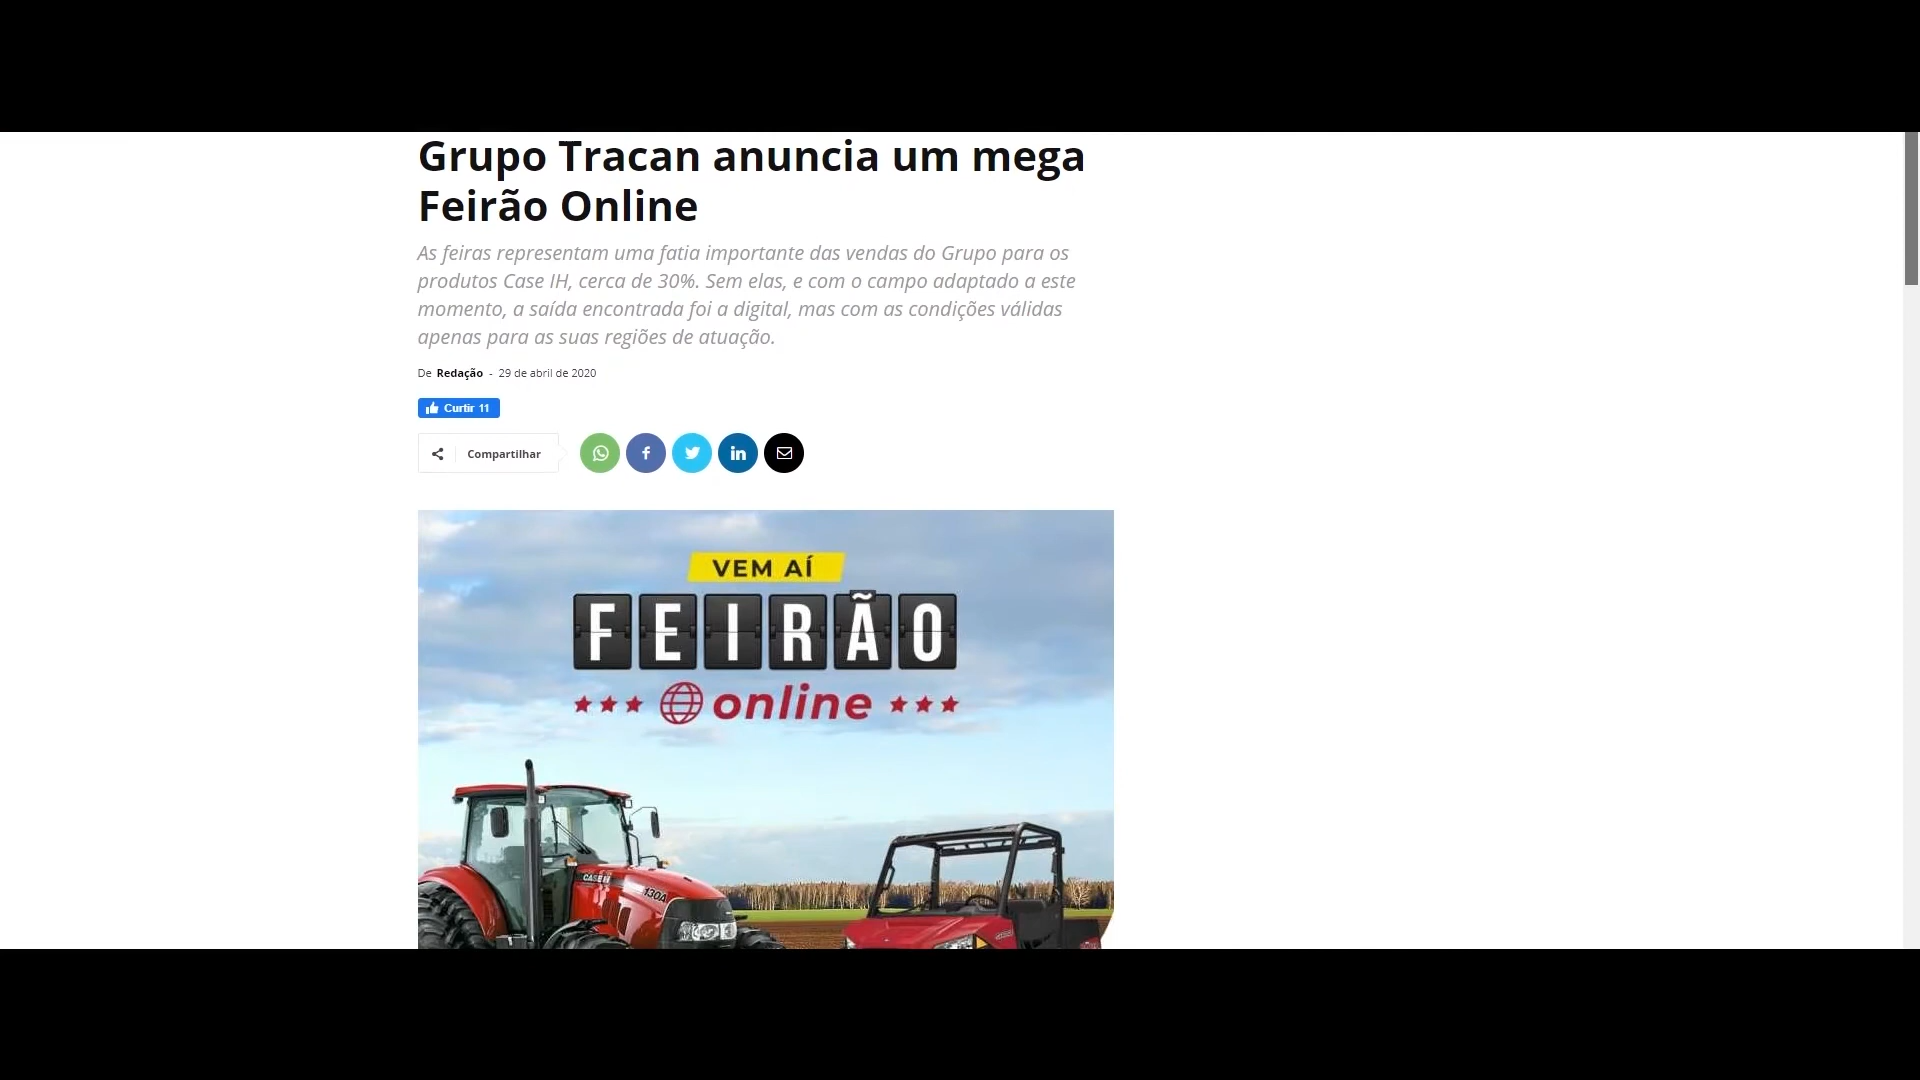 Grupo Tracan anuncia um mega
Feirão Online
As feiras representam uma fatia importante das vendas do Grupo para os
produtos Case IH, cerca de 30%. Sem elas, e com o campo adaptado a este
momento, a saída encontrada foi a digital, mas com as condições válidas
apenas para as suas regiões de atuação.
De Redação - 29 de abril de 2020
Curtir 11
Compartilhar
VEM AÍ
FEIRÃO
online
CASE IH
130A